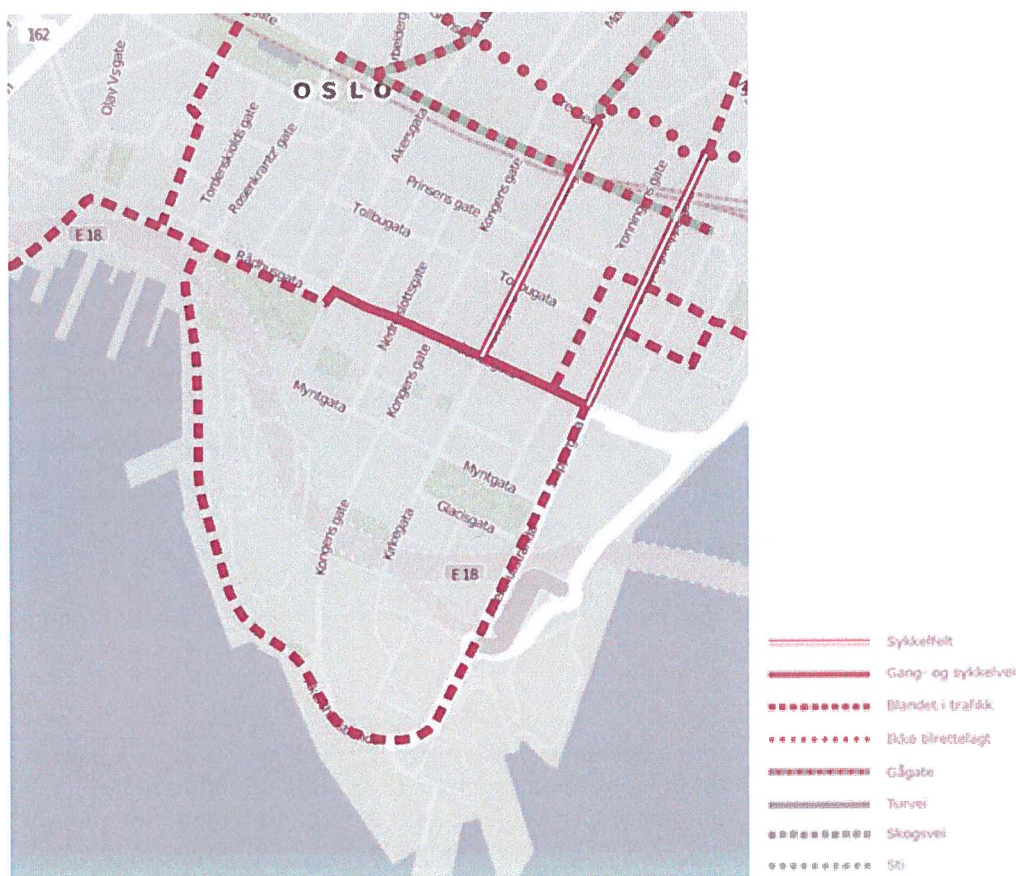 162
OSLO
Olav Vs gate
Tordenskiolds gate
Rosenkrantz' gate
Akersgata
Prinsens gate
Kongens gate
Tollbugata
E 18
Rådhusgata
Nedre Slottsgate
Tollbugata
Kongens gate
Myntgata
Myntgata
Glacisgata
Kongens gate
Kirkegata
E 18
Sykkelfelt
Gang- og sykkelvei
Blandet i trafikk
Ikke tilrettelagt
Gågate
Turvei
Skogsvei
Sti